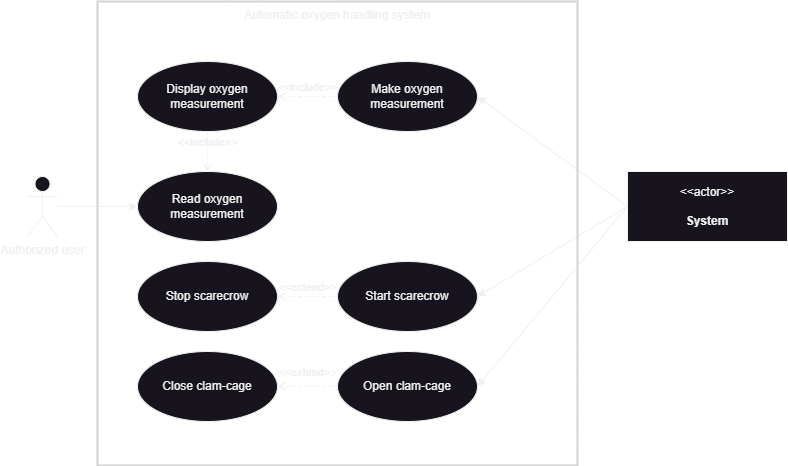 Automatic oxygen handling system
Display oxygen
measurement
<<include>>
Make oxygen
measurement
<<include>>
Read oxygen
measurement
Authorized user
<<actor>>
System
Stop scarecrow
<<extend>>
Start scarecrow
Close clam-cage
<<extend>>
Open clam-cage